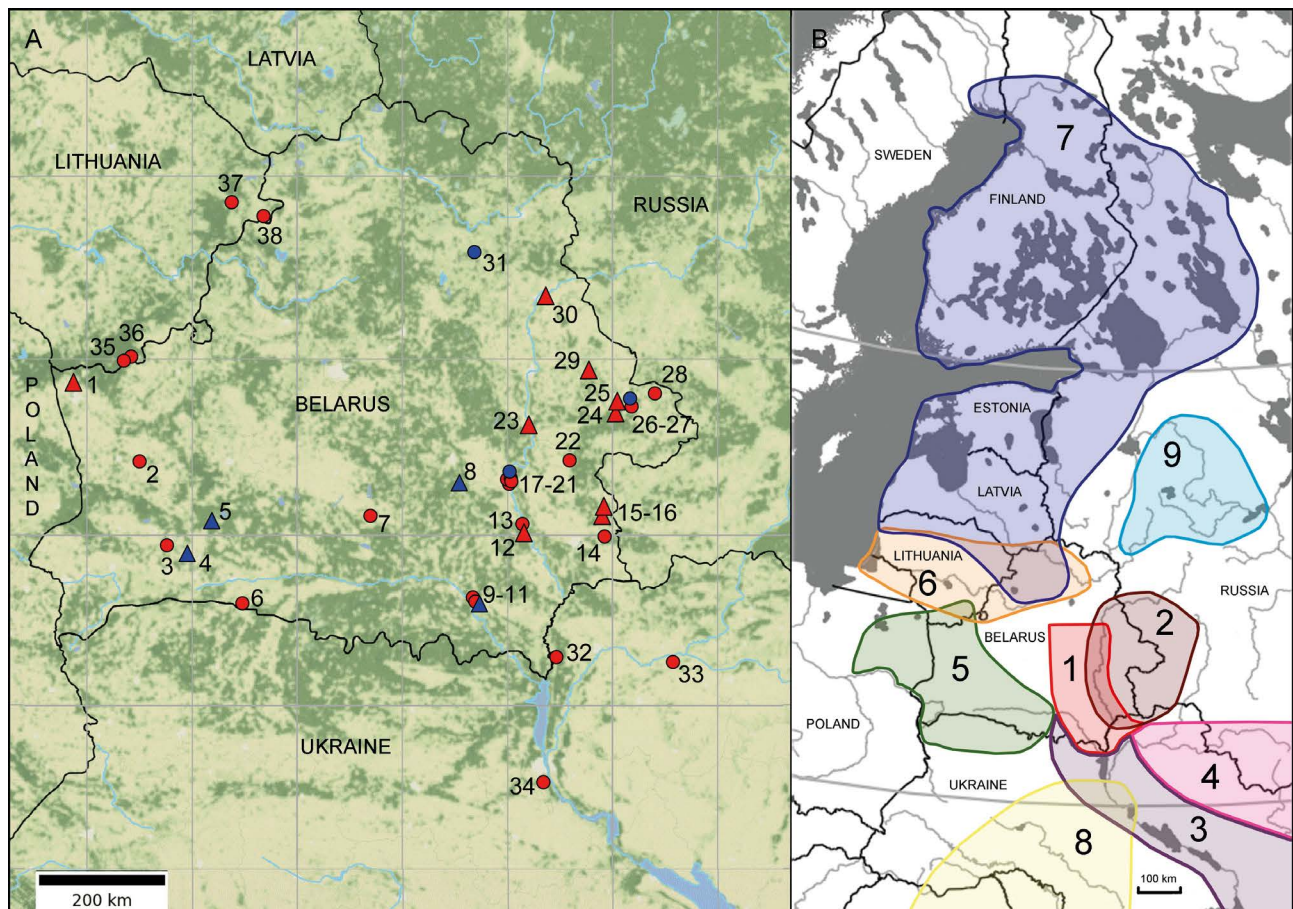 A
LATVIA
LITHUANIA
37
38
RUSSIA
31
30
35 36
1
POLAND
BELARUS
29
28
25
24
26-27
23
22
2
8
17-21
5
7
13
12
15-16
14
3
4
6
9-11
32
33
UKRAINE
34
200 km
B
7
SWEDEN
FINLAND
ESTONIA
9
LATVIA
LITHUANIA
6
RUSSIA
BELARUS
2
1
5
POLAND
4
UKRAINE
3
8
100 km